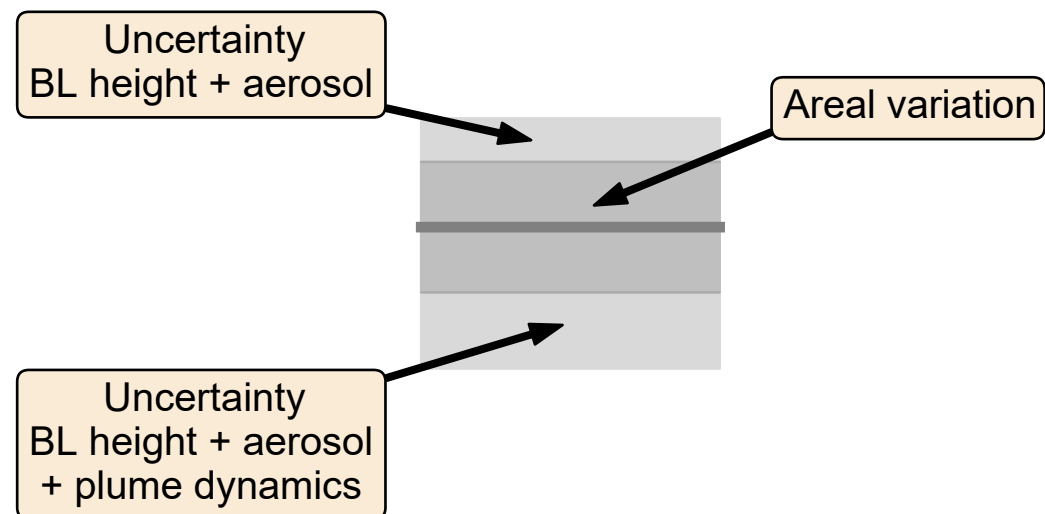 Uncertainty
BL height + aerosol
Areal variation
Uncertainty
BL height + aerosol
+ plume dynamics